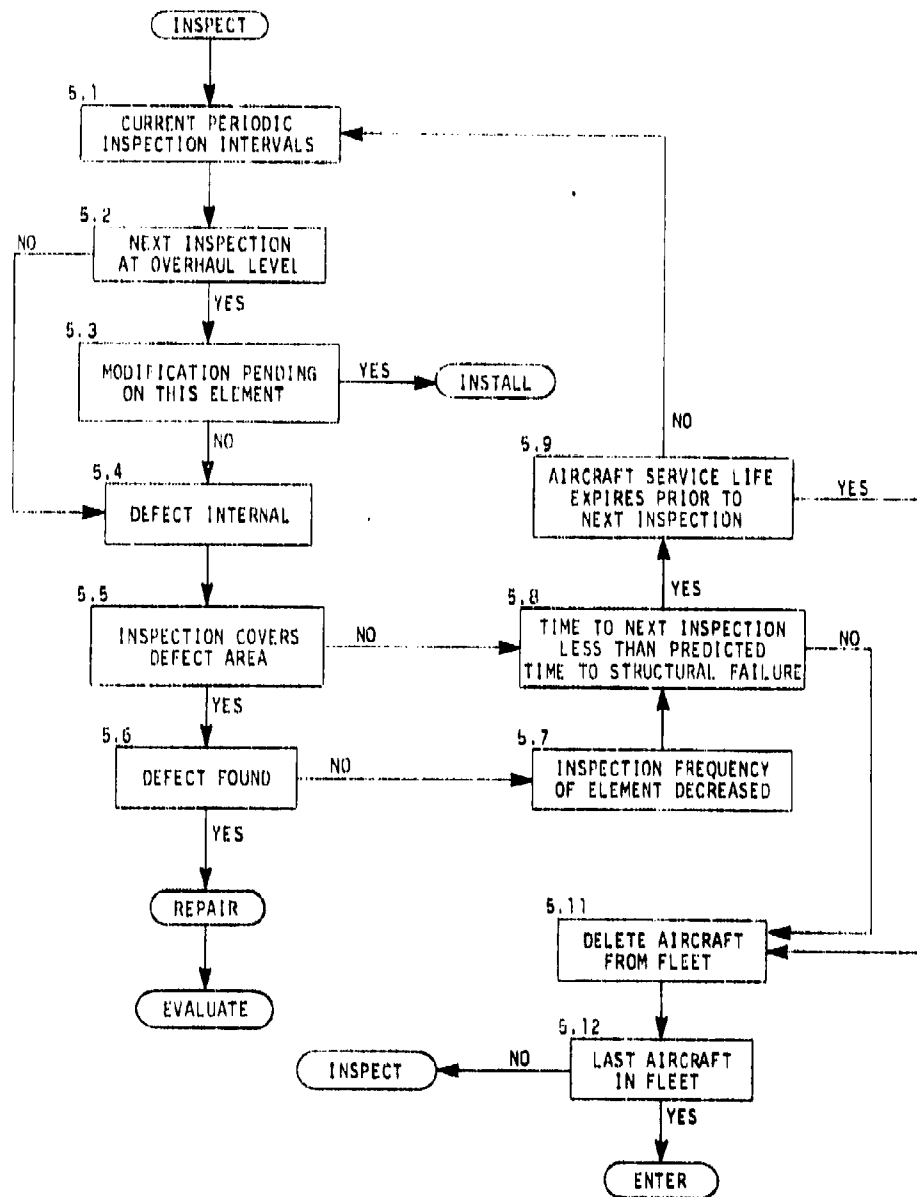 INSPECT
5.1
CURRENT PERIODIC
INSPECTION INTERVALS
5.2
NO
NEXT INSPECTION
AT OVERHAUL LEVEL
YES
5.3
MODIFICATION PENDING
ON THIS ELEMENT
YES
INSTALL
NO
5.4
DEFECT INTERNAL
5.5
INSPECTION COVERS
DEFECT AREA
NO
YES
5.6
DEFECT FOUND
NO
YES
REPAIR
EVALUATE
NO
5.9
AIRCRAFT SERVICE LIFE
EXPIRES PRIOR TO
NEXT INSPECTION
YES
YES
5.8
TIME TO NEXT INSPECTION
LESS THAN PREDICTED
TIME TO STRUCTURAL FAILURE
NO
5.7
INSPECTION FREQUENCY
OF ELEMENT DECREASED
5.11
DELETE AIRCRAFT
FROM FLEET
5.12
LAST AIRCRAFT
IN FLEET
NO
INSPECT
YES
ENTER